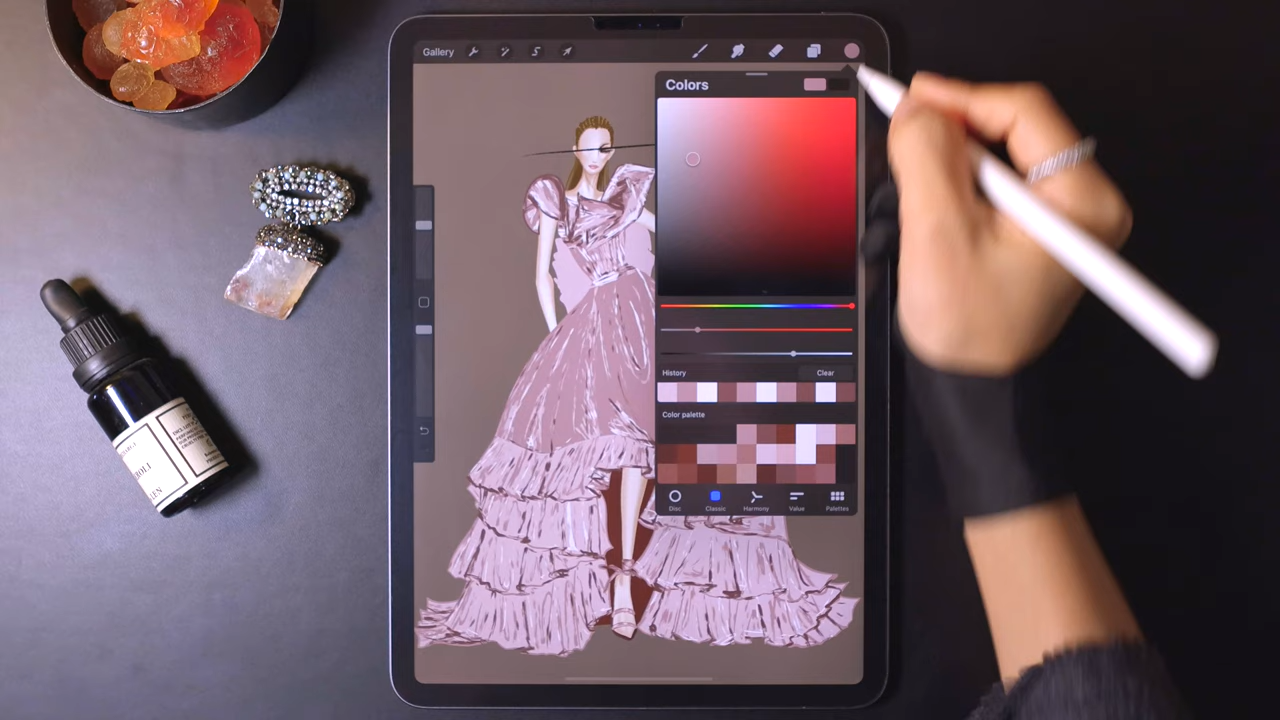 Gallery
Colors
History
Clear
Color palette
Disc
Classic
Harmony
Value
Palettes